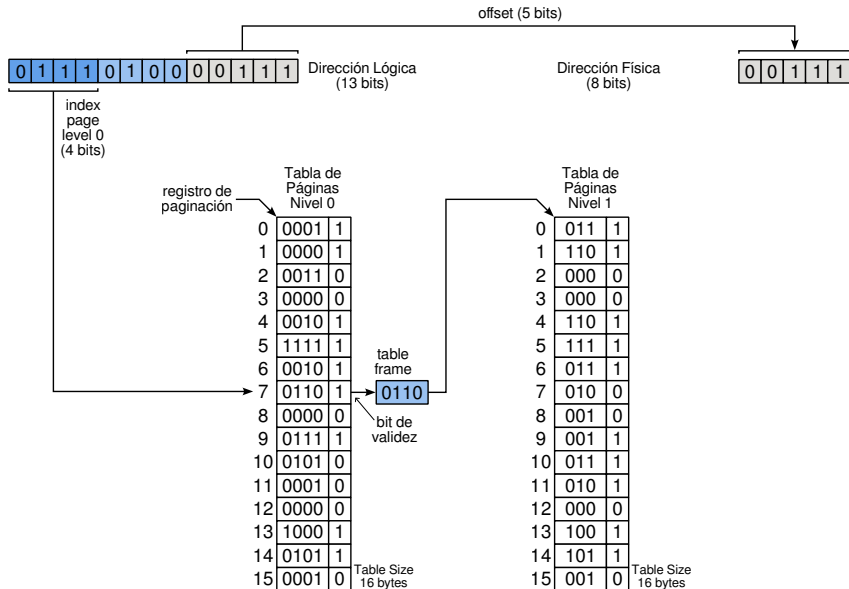 offset (5 bits)
0 1 1 1 0 1 0 0 0 0 1 1 1
Dirección Lógica
(13 bits)
Dirección Física
(8 bits)
0 0 1 1 1
index
page
level 0
(4 bits)
registro de
paginación
Tabla de
Páginas
Nivel 0
0 0001 1
1 0000 1
2 0011 0
3 0000 0
4 0010 1
5 1111 1
6 0010 1
7 0110 1
8 0000 0
9 0111 1
10 0101 0
11 0001 0
12 0000 0
13 1000 1
14 0101 1
15 0001 0
Table Size
16 bytes
table
frame
0110
bit de
validez
Tabla de
Páginas
Nivel 1
0 011 1
1 110 1
2 000 0
3 000 0
4 110 1
5 111 1
6 011 1
7 010 0
8 001 0
9 001 1
10 011 1
11 010 1
12 000 0
13 100 1
14 101 1
15 001 0
Table Size
16 bytes